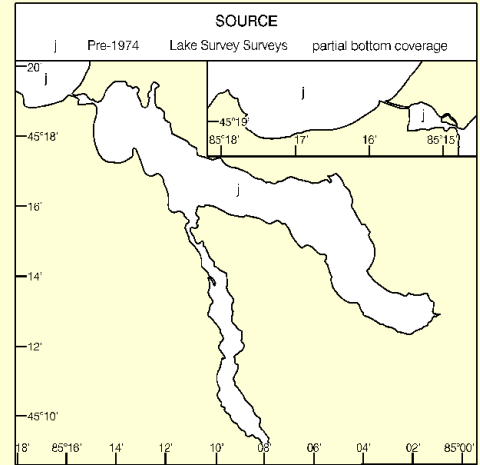 SOURCE
j Pre-1974 Lake Survey Surveys partial bottom coverage
20'
j
j
j
45°19'
85°18' 17' 16' 85°15'
45°18'
j
16'
14'
12'
45°10'
18' 85°16' 14' 12' 10' 08' 06' 04' 02' 85°00'